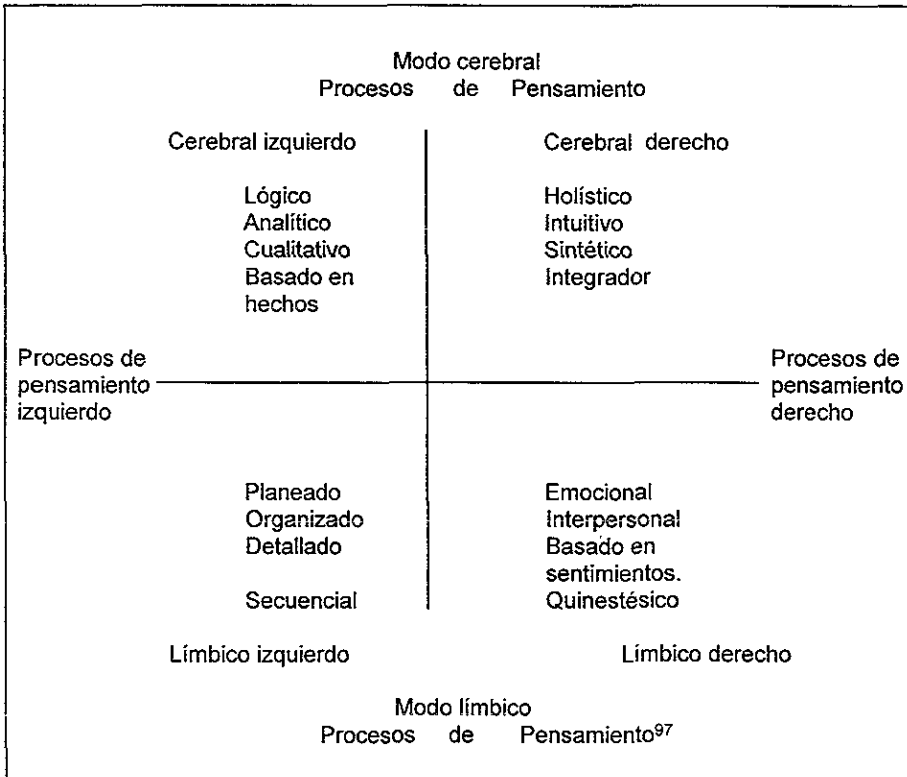 Modo cerebral
Procesos de Pensamiento
Cerebral izquierdo
Cerebral derecho
Lógico
Analítico
Cualitativo
Basado en
hechos
Holístico
Intuitivo
Sintético
Integrador
Procesos de
pensamiento
izquierdo
Procesos de
pensamiento
derecho
Planeado
Organizado
Detallado
Secuencial
Emocional
Interpersonal
Basado en
sentimientos.
Quinestésico
Límbico izquierdo
Límbico derecho
Modo límbico
Procesos de Pensamiento97